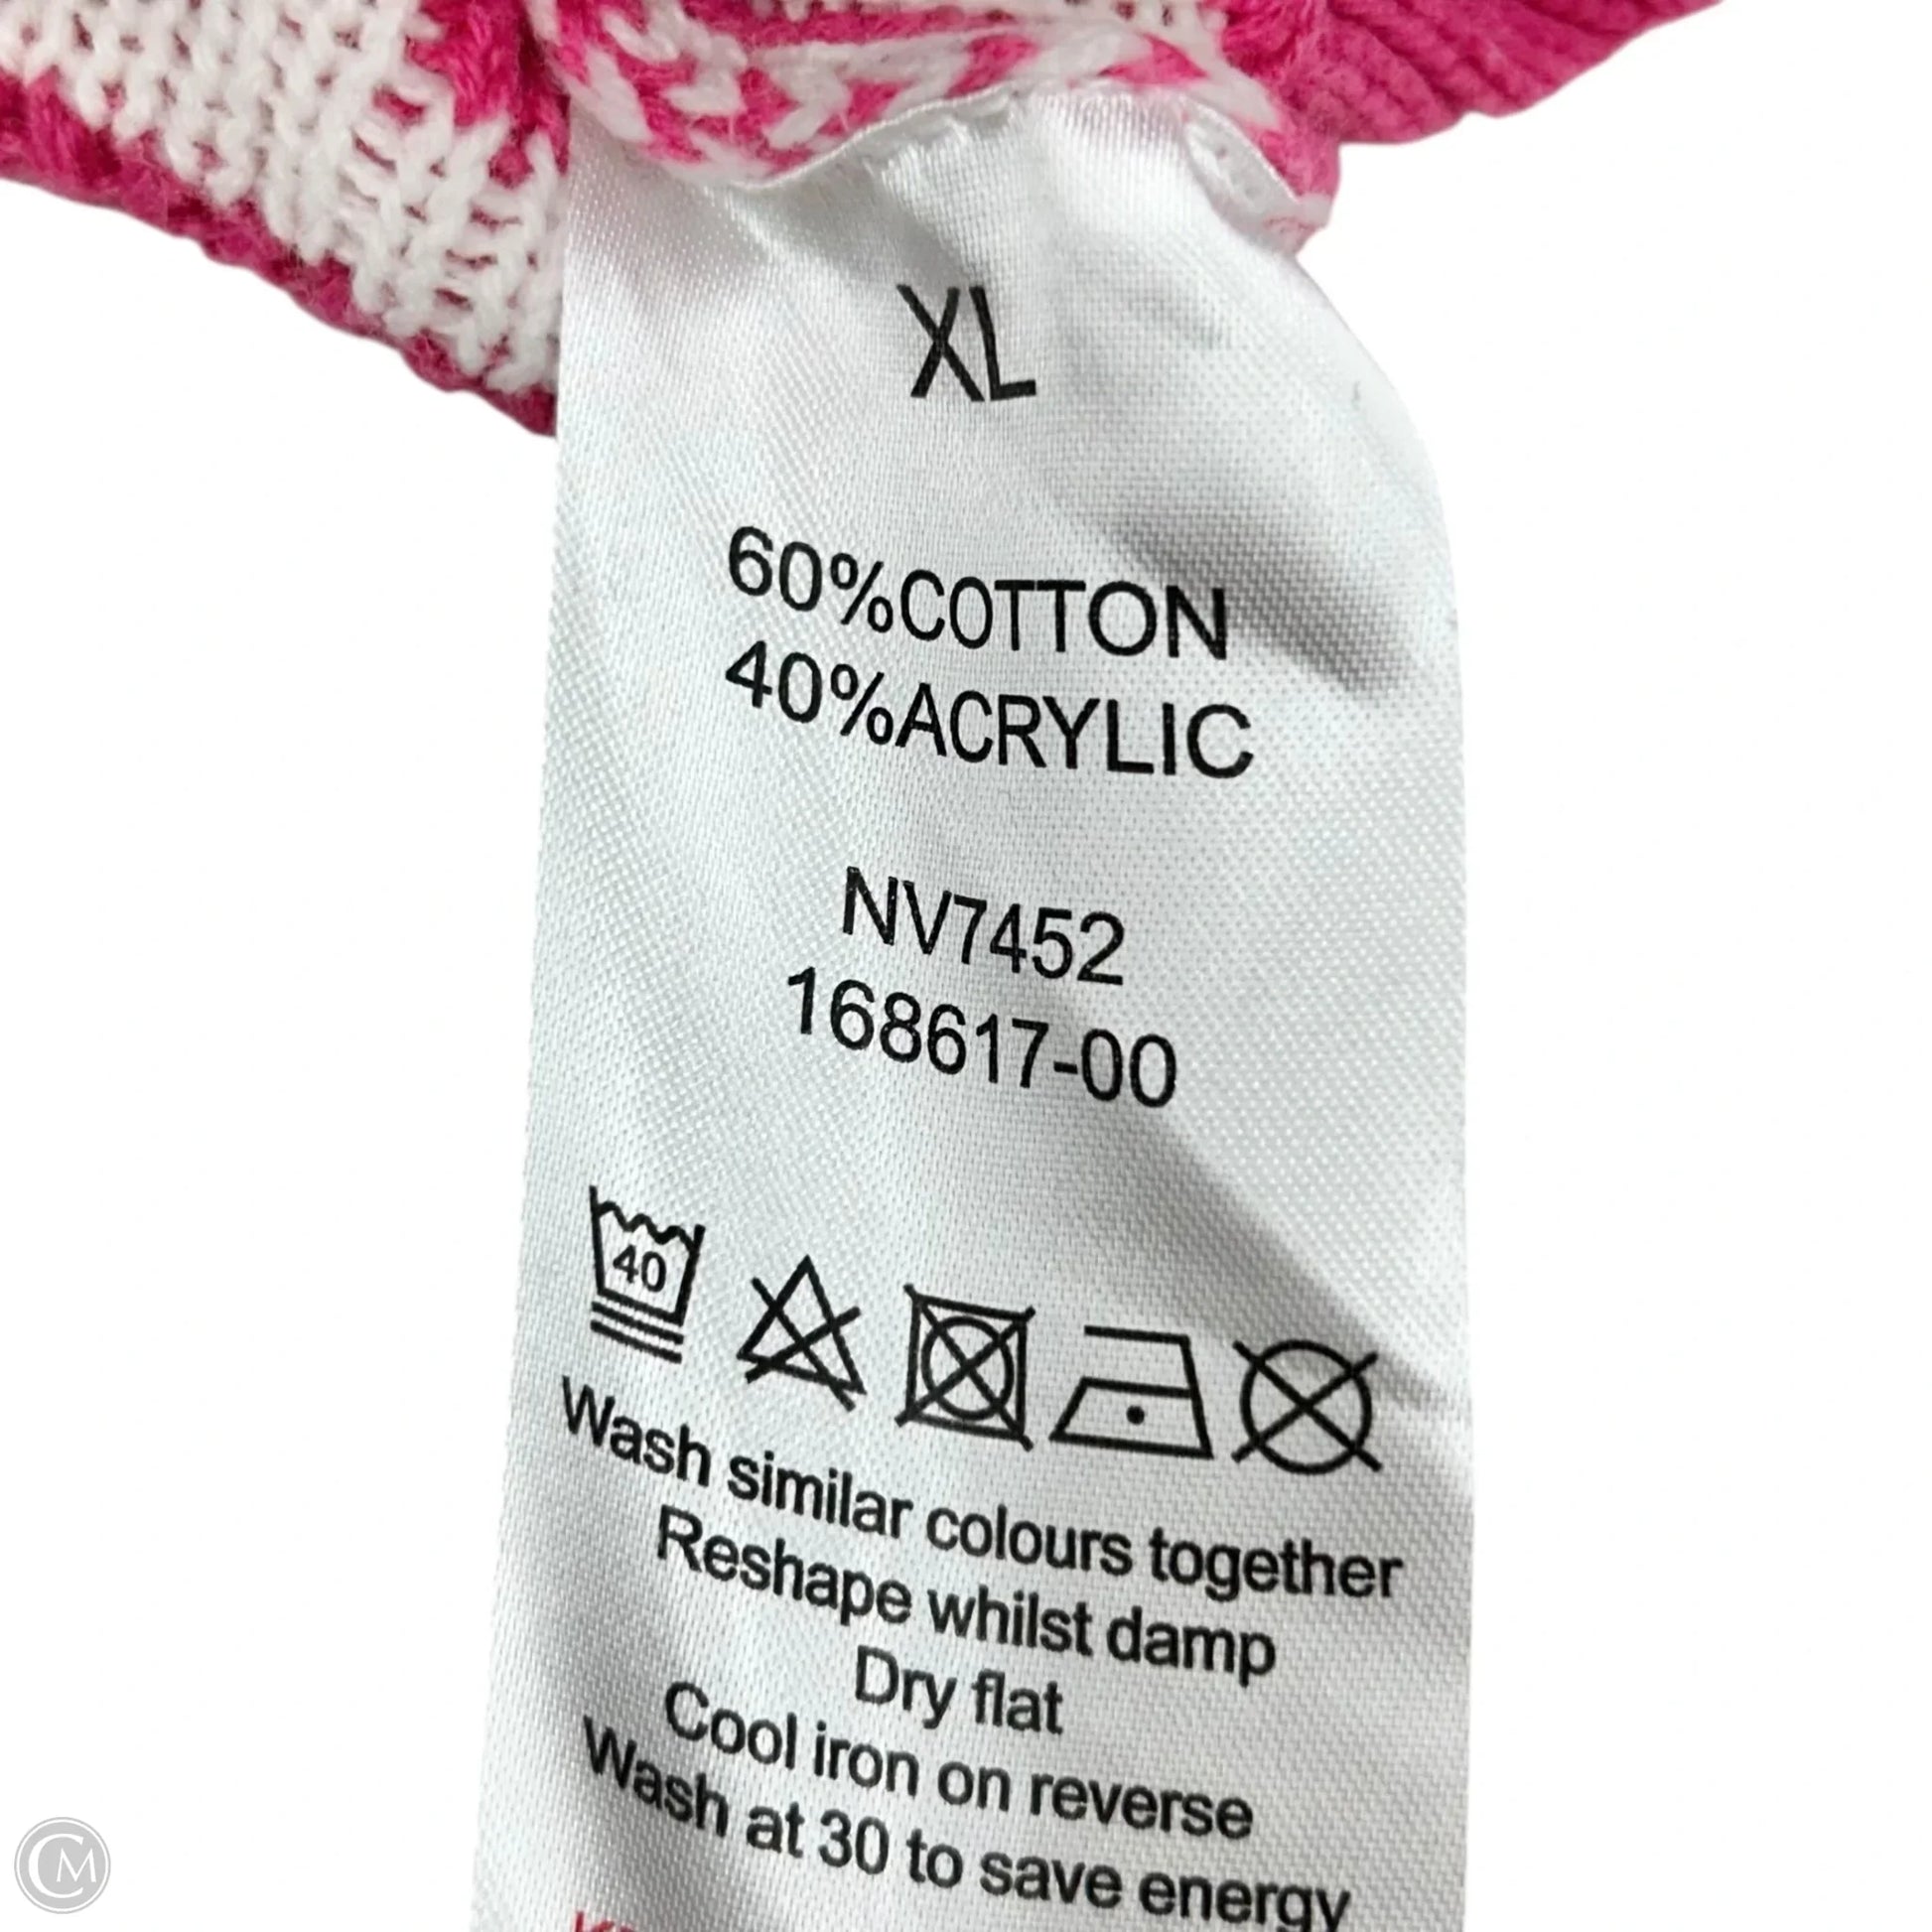 XL
60%COTTON
40%ACRYLIC
NV7452
168617-00
40
Wash similar colours together
Reshape whilst damp
Dry flat
Cool iron on reverse
Wash at 30 to save energy
CM